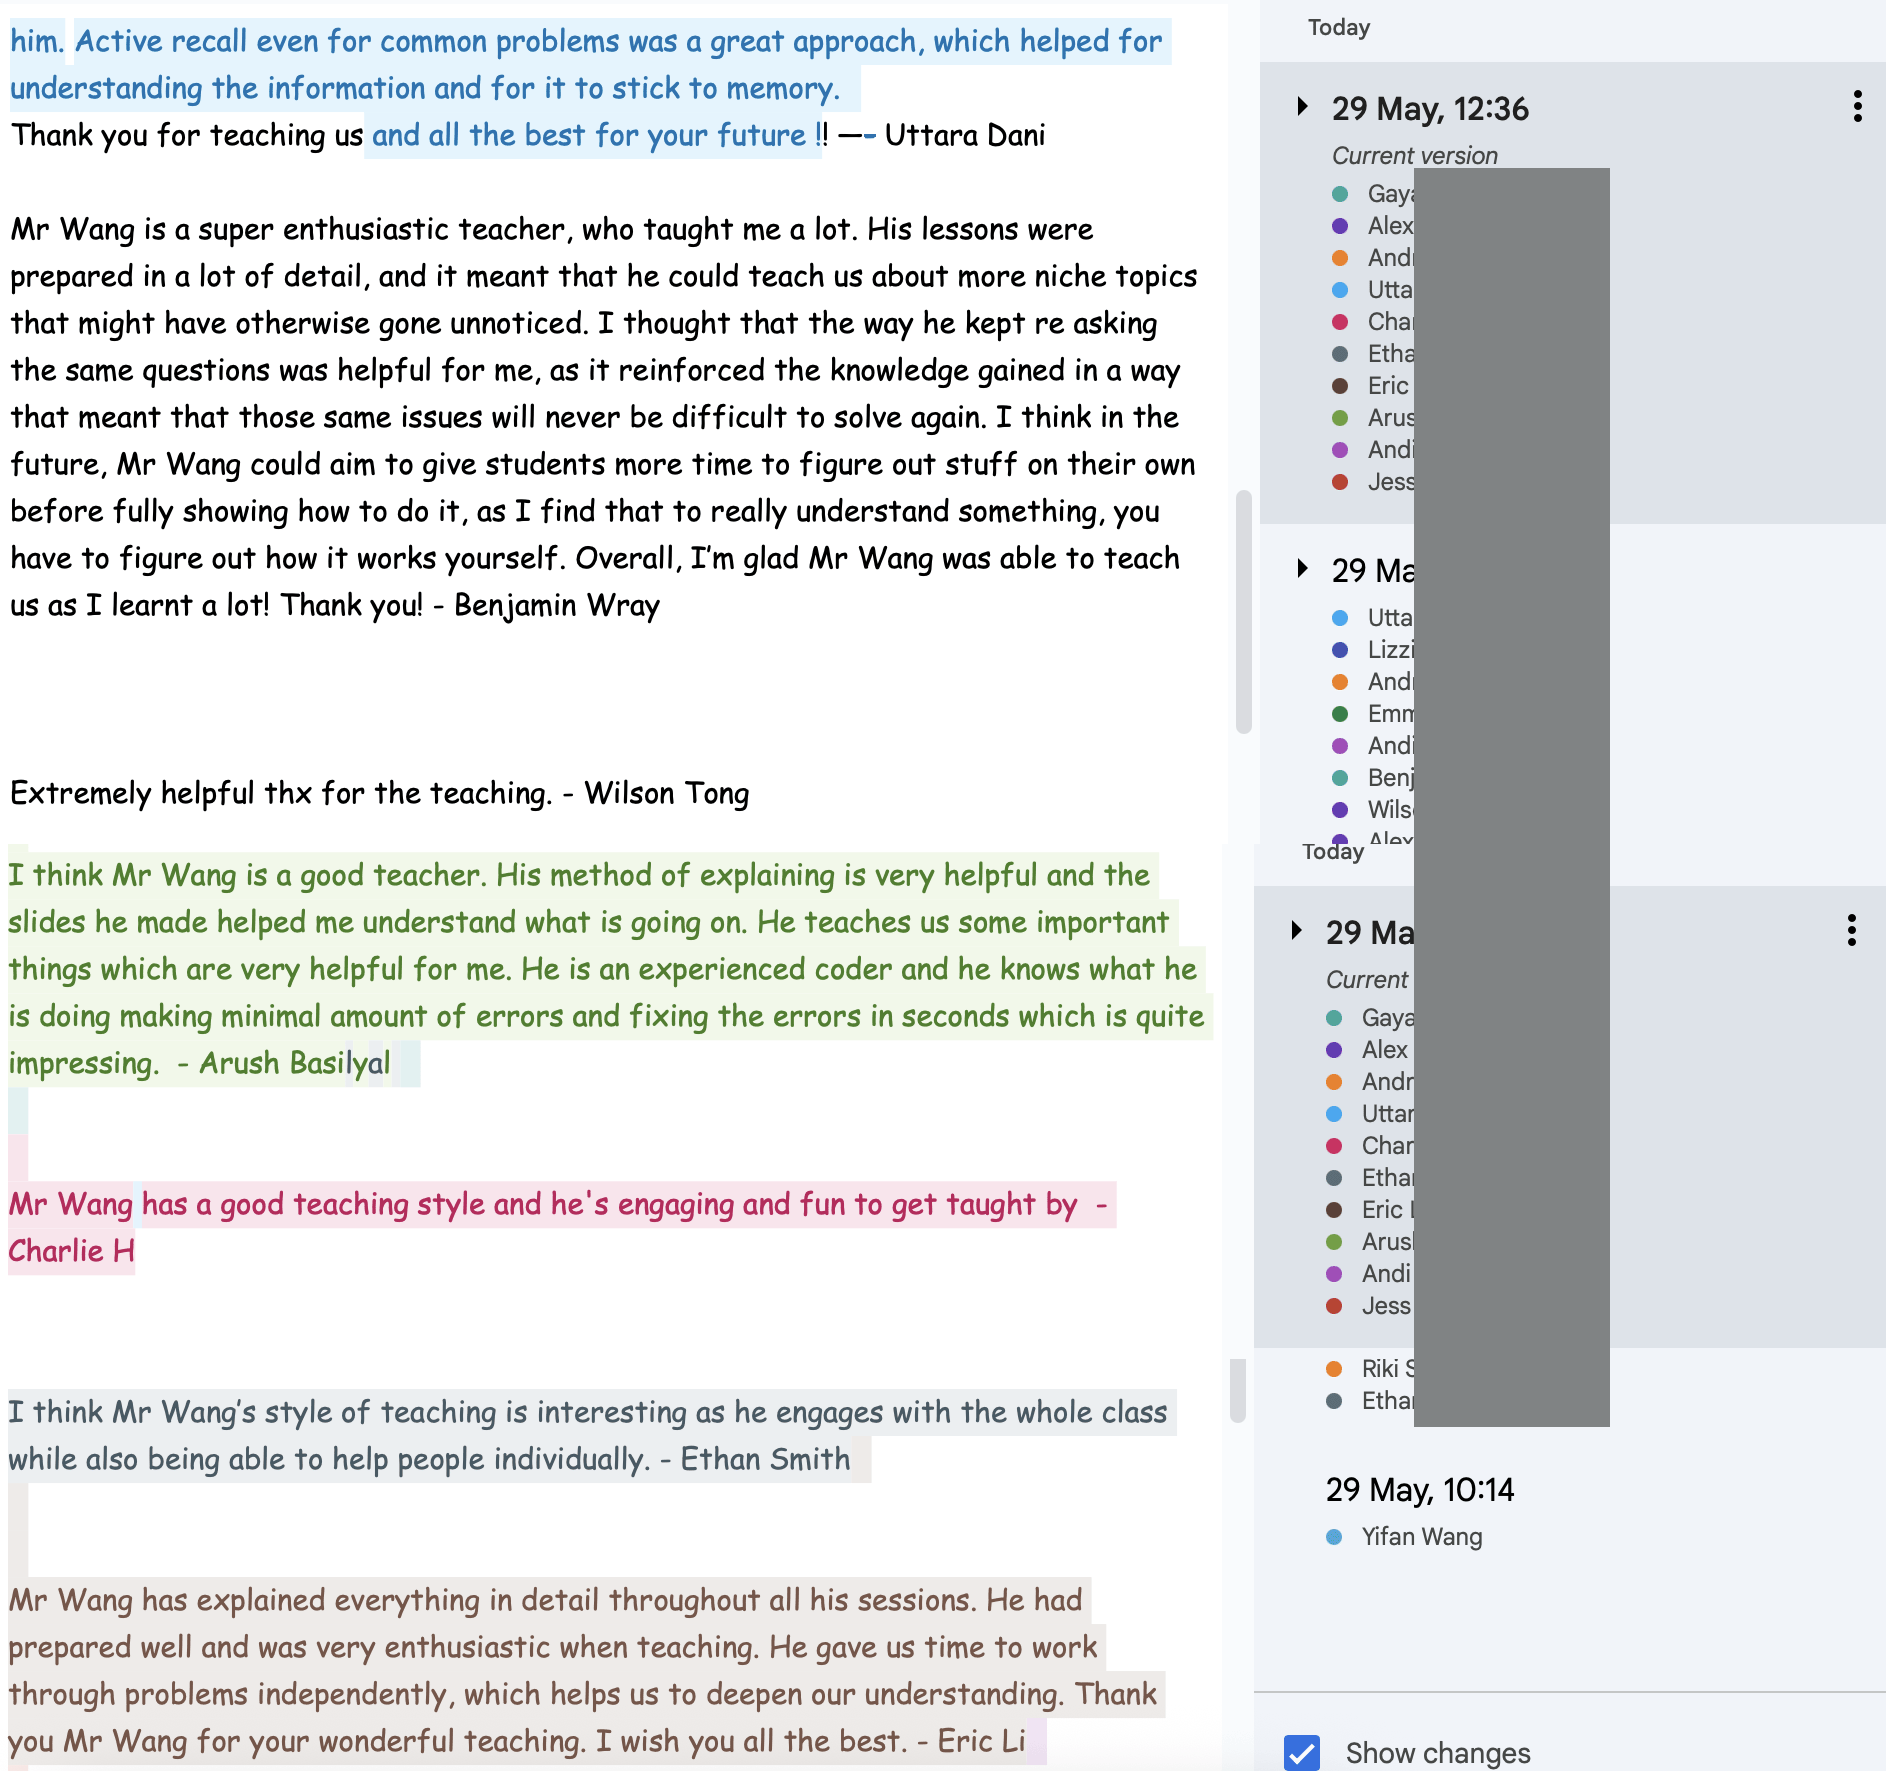 him. Active recall even for common problems was a great approach, which helped for
understanding the information and for it to stick to memory.
Thank you for teaching us and all the best for your future !! —- Uttara Dani
Mr Wang is a super enthusiastic teacher, who taught me a lot. His lessons were
prepared in a lot of detail, and it meant that he could teach us about more niche topics
that might have otherwise gone unnoticed. I thought that the way he kept re asking
the same questions was helpful for me, as it reinforced the knowledge gained in a way
that meant that those same issues will never be difficult to solve again. I think in the
future, Mr Wang could aim to give students more time to figure out stuff on their own
before fully showing how to do it, as I find that to really understand something, you
have to figure out how it works yourself. Overall, I'm glad Mr Wang was able to teach
us as I learnt a lot! Thank you! - Benjamin Wray
Extremely helpful thx for the teaching. - Wilson Tong
I think Mr Wang is a good teacher. His method of explaining is very helpful and the
slides he made helped me understand what is going on. He teaches us some important
things which are very helpful for me. He is an experienced coder and he knows what he
is doing making minimal amount of errors and fixing the errors in seconds which is quite
impressing.  - Arush Basilyal
Mr Wang has a good teaching style and he's engaging and fun to get taught by  -
Charlie H
I think Mr Wang's style of teaching is interesting as he engages with the whole class
while also being able to help people individually. - Ethan Smith
Mr Wang has explained everything in detail throughout all his sessions. He had
prepared well and was very enthusiastic when teaching. He gave us time to work
through problems independently, which helps us to deepen our understanding. Thank
you Mr Wang for your wonderful teaching. I wish you all the best. - Eric Li
Today
29 May, 12:36
Current version
Gaya
Alex
And
Utta
Cha
Etha
Eric
Arus
Andi
Jess
29 Ma
Utta
Lizzi
And
Emm
Andi
Benj
Wils
Alex
Today
29 Ma
Current
Gaya
Alex
Andr
Uttar
Char
Etha
Eric
Arus
Andi
Jess
Riki S
Ethan
29 May, 10:14
Yifan Wang
Show changes